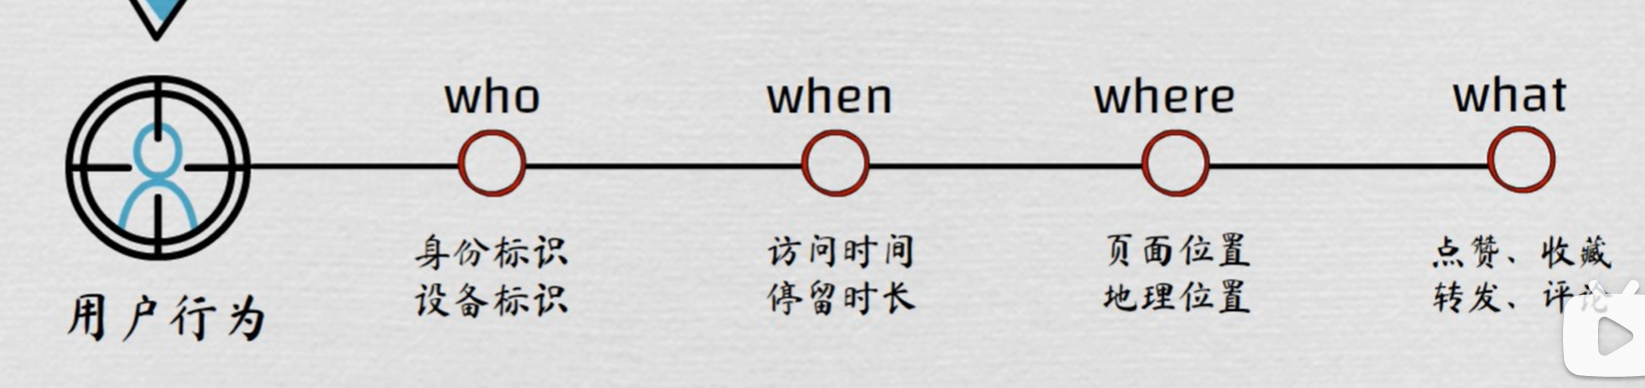 who
when
where
what
身份标识
设备标识
访问时间
停留时长
页面位置
地理位置
点赞、收藏
转发、评论
用户行为